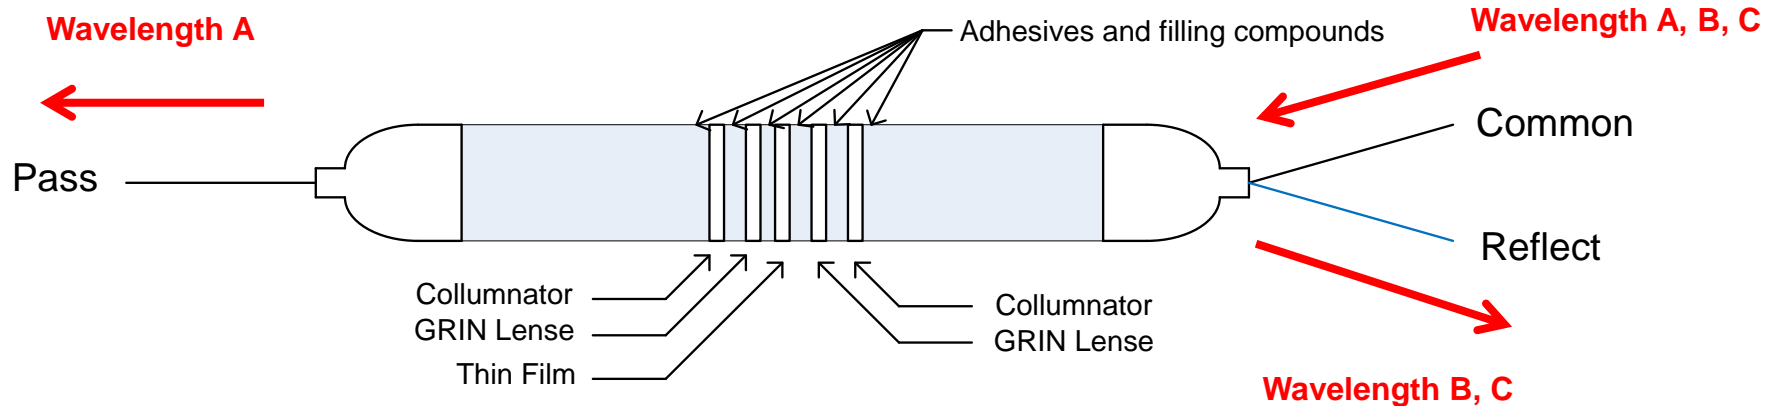 Wavelength A
Adhesives and filling compounds
Wavelength A, B, C
Common
Pass
Reflect
Collumnator
GRIN Lense
Thin Film
Collumnator
GRIN Lense
Wavelength B, C